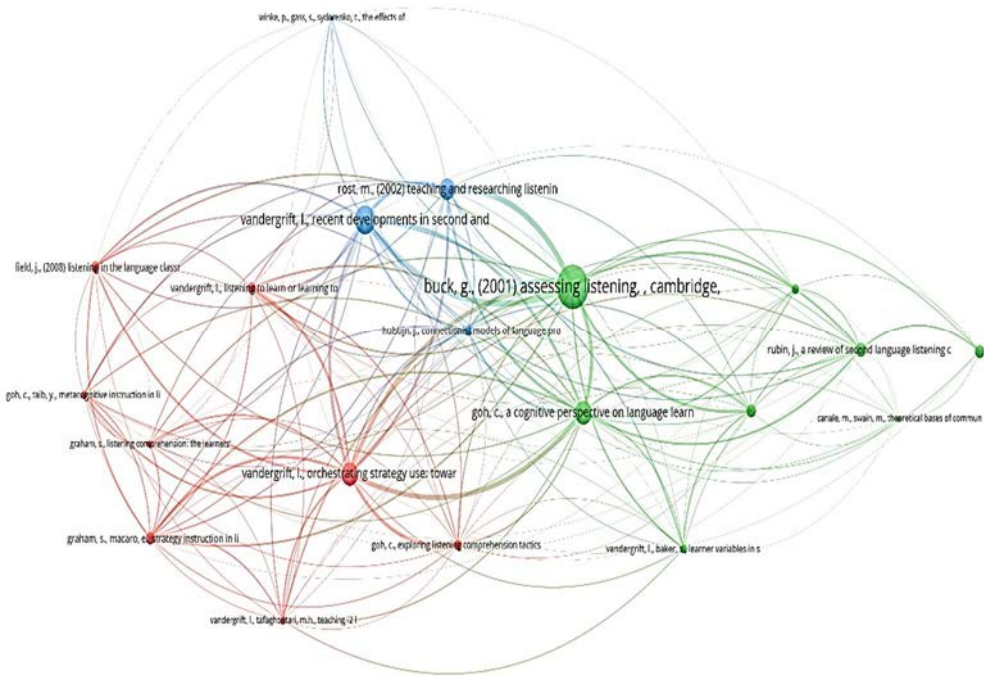 winke, p., gass, s., sydorenko, t., the effects of
rost, m., (2002) teaching and researching listenin
vandergrift, l., recent developments in second and
field, j., (2008) listening in the language classr
vandergrift, l., listening to learn or learning to
buck, g., (2001) assessing listening, , cambridge,
hulstijn, j., connectionist models of language pro
rubin, j., a review of second language listening c
goh, c., taib, y., metacognitive instruction in li
goh, c., a cognitive perspective on language learn
canale, m., swain, m., theoretical bases of commun
graham, s., listening comprehension: the learners'
vandergrift, l., orchestrating strategy use: towar
graham, s., macaro, e., strategy instruction in li
goh, c., exploring listening comprehension tactics
vandergrift, l., baker, s., learner variables in s
vandergrift, l., tafaghodtari, m.h., teaching l2 l